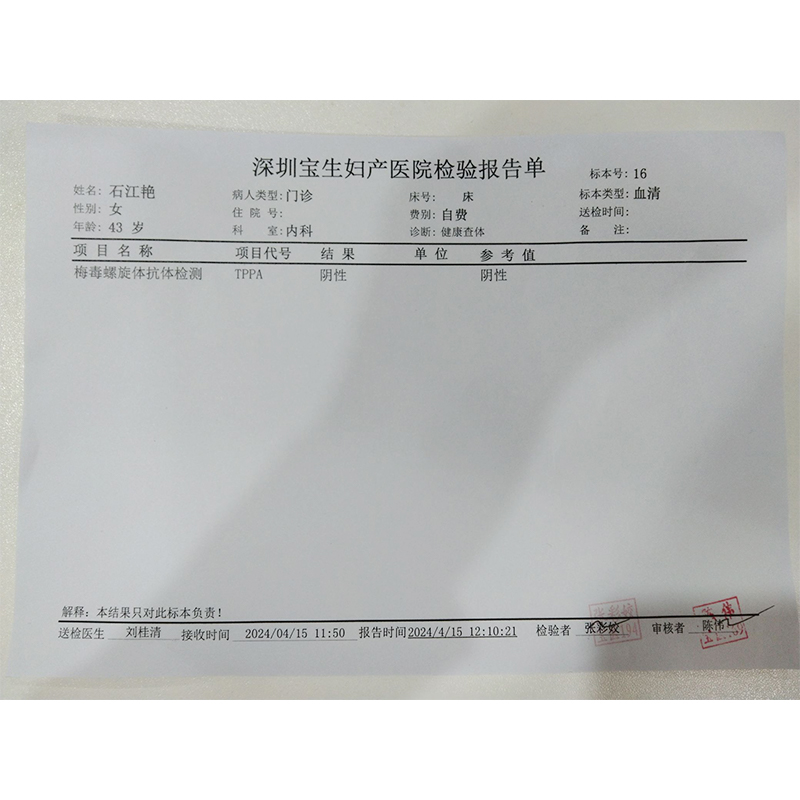 深圳宝生妇产医院检验报告单
标本号: 16
姓名: 石江艳 病人类型: 门诊 床号: 床 标本类型: 血清
性别: 女 住 院 号: 费别: 自费 送检时间:
年龄: 43 岁 科 室: 内科 诊断: 健康查体 备 注:
项 目 名 称 项目代号 结 果 单 位 参 考 值
梅毒螺旋体抗体检测 TPPA 阴性 阴性
解释: 本结果只对此标本负责!
送检医生 刘桂清 接收时间 2024/04/15 11:50 报告时间 2024/4/15 12:10:21 检验者 张彩姣 审核者 陈伟